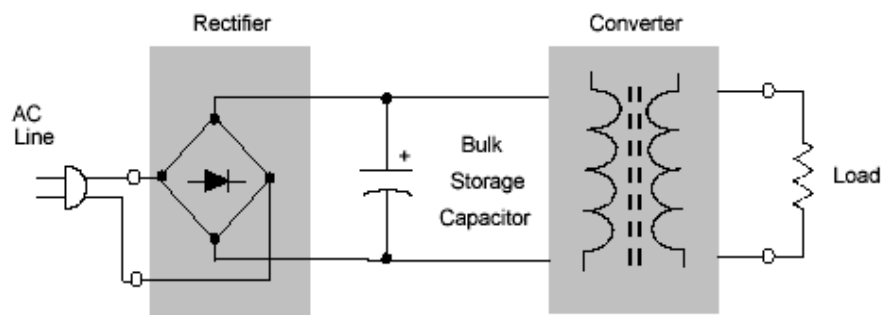 Rectifier
Converter
AC
Line
+
Bulk
Storage
Capacitor
Load